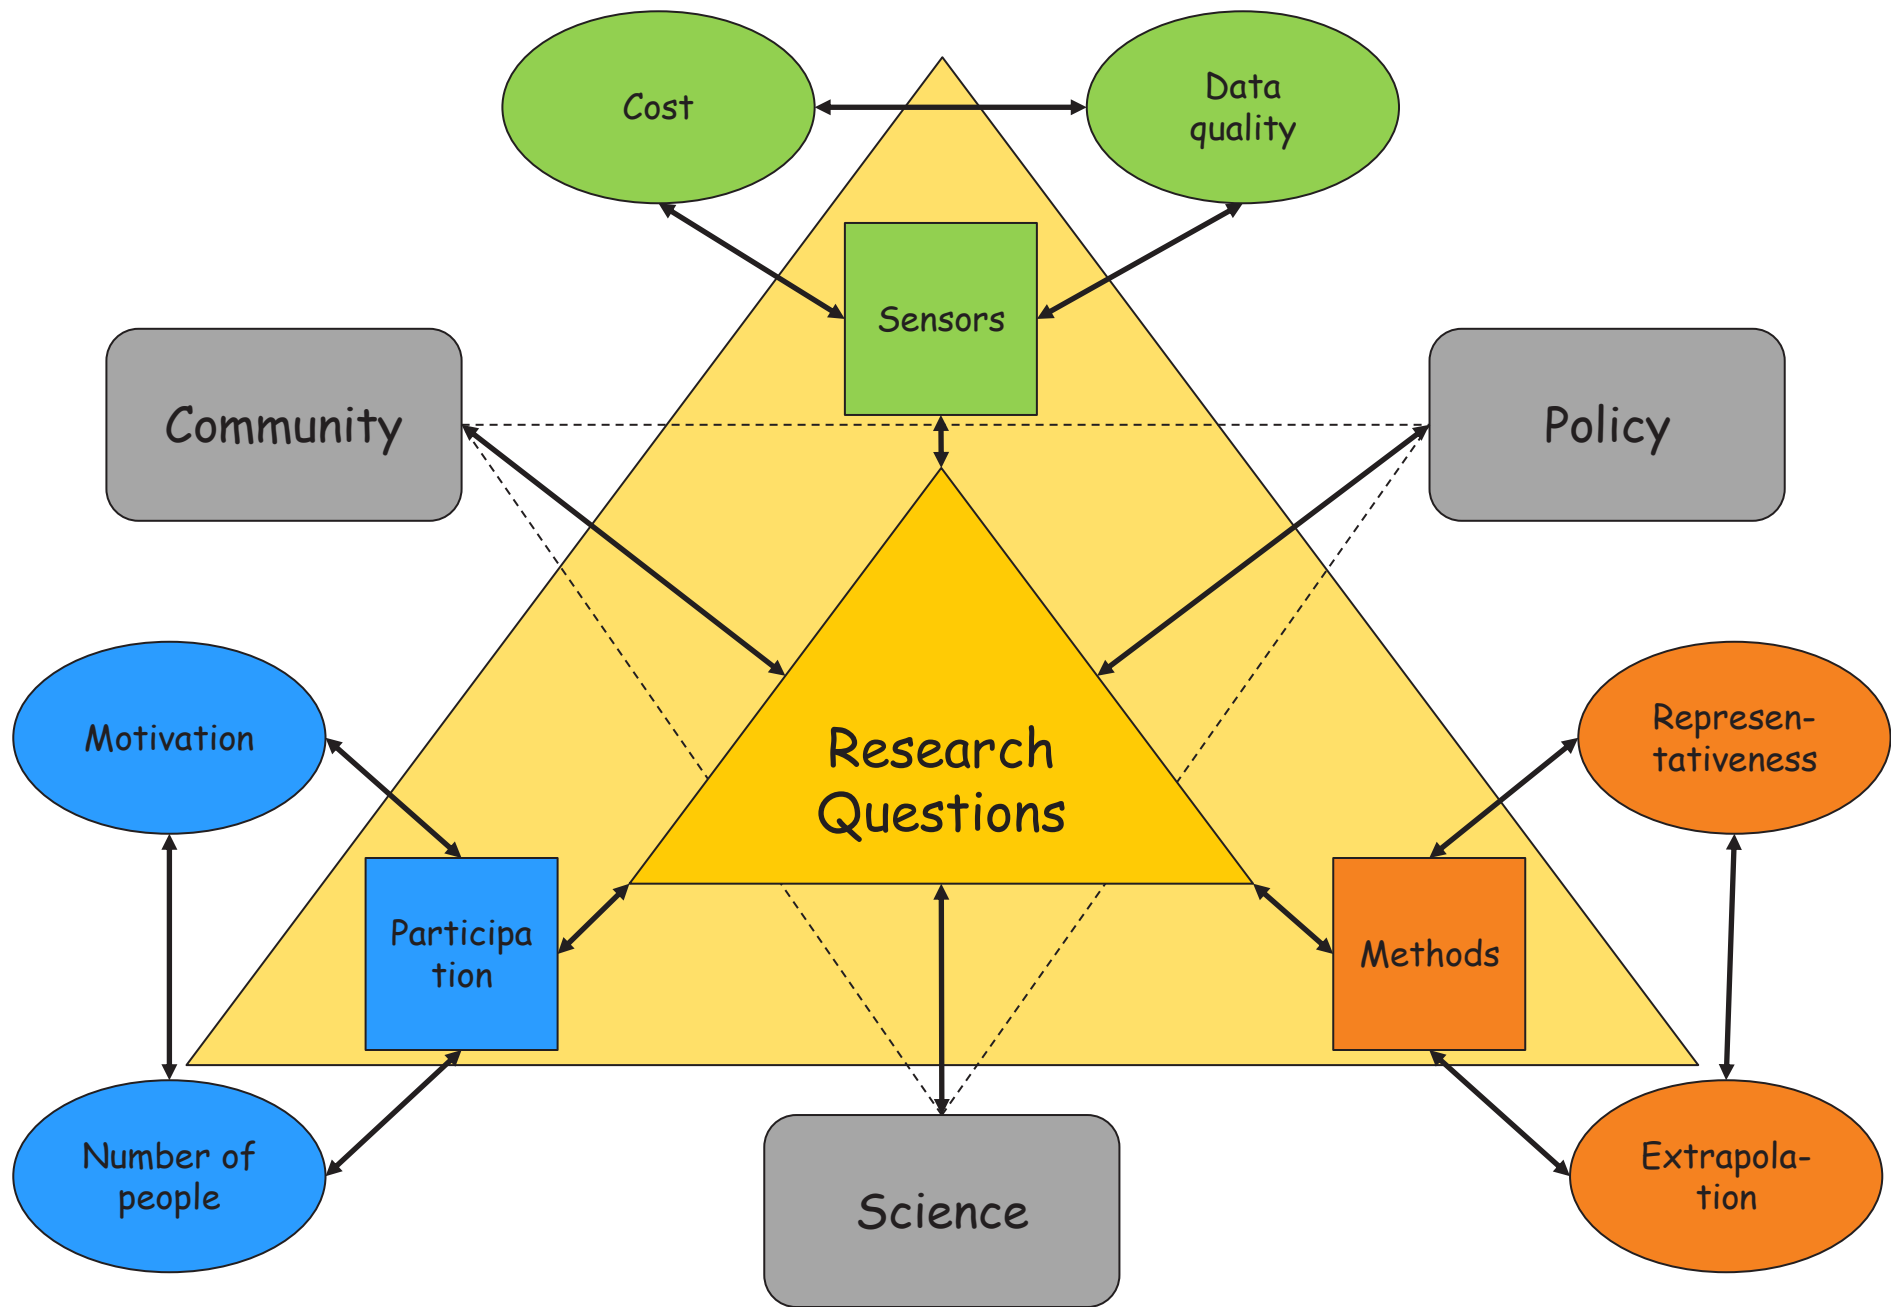 Cost
Data
quality
Sensors
Community
Policy
Motivation
Research
Questions
Represen-
tativeness
Participa
tion
Methods
Number of
people
Science
Extrapola-
tion